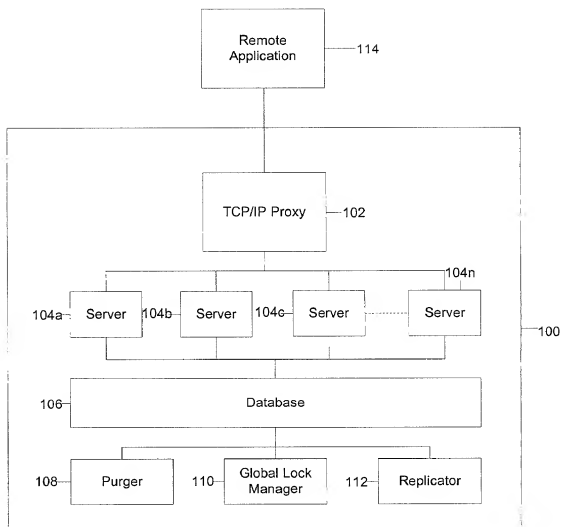 Remote
Application
114
TCP/IP Proxy
102
104n
104a
Server
104b
Server
104c
Server
Server
100
106
Database
108
Purger
110
Global Lock
Manager
112
Replicator